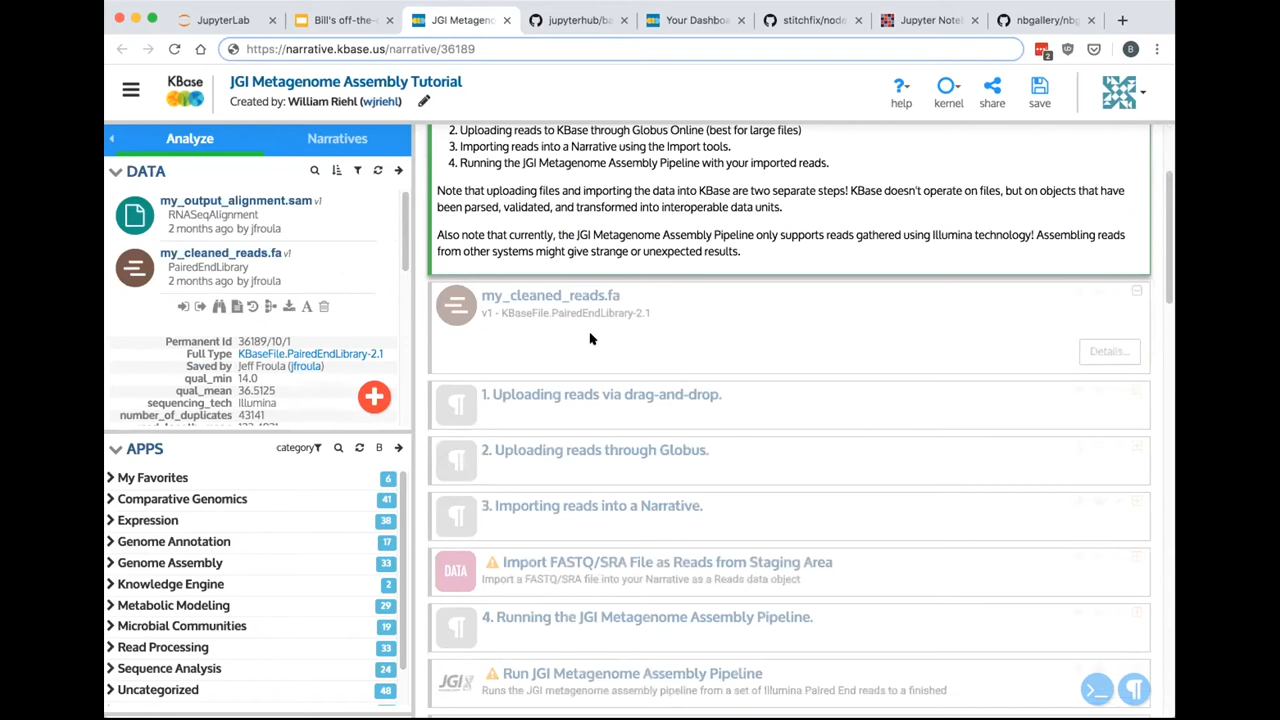 JupyterLab
Bill's off-the-
JGI Metageno
jupyterhub/ba
Your Dashboa
stitchfix/node
Jupyter Note
nbgallery/nbg
https://narrative.kbase.us/narrative/36189
2
B
KBase
JGI Metagenome Assembly Tutorial
Created by: William Riehl (wjriehl)
help
kernel
share
save
Analyze
Narratives
DATA
my_output_alignment.sam v1
RNASeqAlignment
2 months ago by jfroula
my_cleaned_reads.fa v1
PairedEndLibrary
2 months ago by jfroula
Permanent Id 36189/10/1
Full Type KBaseFile.PairedEndLibrary-2.1
Saved by Jeff Froula (jfroula)
qual_min 14.0
qual_mean 36.5125
sequencing_tech Illumina
number_of_duplicates 43141
APPS
category
B
My Favorites 6
Comparative Genomics 41
Expression 38
Genome Annotation 17
Genome Assembly 33
Knowledge Engine 2
Metabolic Modeling 29
Microbial Communities 19
Read Processing 33
Sequence Analysis 24
Uncategorized 48
2. Uploading reads to KBase through Globus Online (best for large files)
3. Importing reads into a Narrative using the Import tools.
4. Running the JGI Metagenome Assembly Pipeline with your imported reads.
Note that uploading files and importing the data into KBase are two separate steps! KBase doesn't operate on files, but on objects that have
been parsed, validated, and transformed into interoperable data units.
Also note that currently, the JGI Metagenome Assembly Pipeline only supports reads gathered using Illumina technology! Assembling reads
from other systems might give strange or unexpected results.
my_cleaned_reads.fa
v1 - KBaseFile.PairedEndLibrary-2.1
Details...
1. Uploading reads via drag-and-drop.
2. Uploading reads through Globus.
3. Importing reads into a Narrative.
DATA
Import FASTQ/SRA File as Reads from Staging Area
Import a FASTQ/SRA file into your Narrative as a Reads data object
4. Running the JGI Metagenome Assembly Pipeline.
JGI
Run JGI Metagenome Assembly Pipeline
Runs the JGI metagenome assembly pipeline from a set of Illumina Paired End reads to a finished